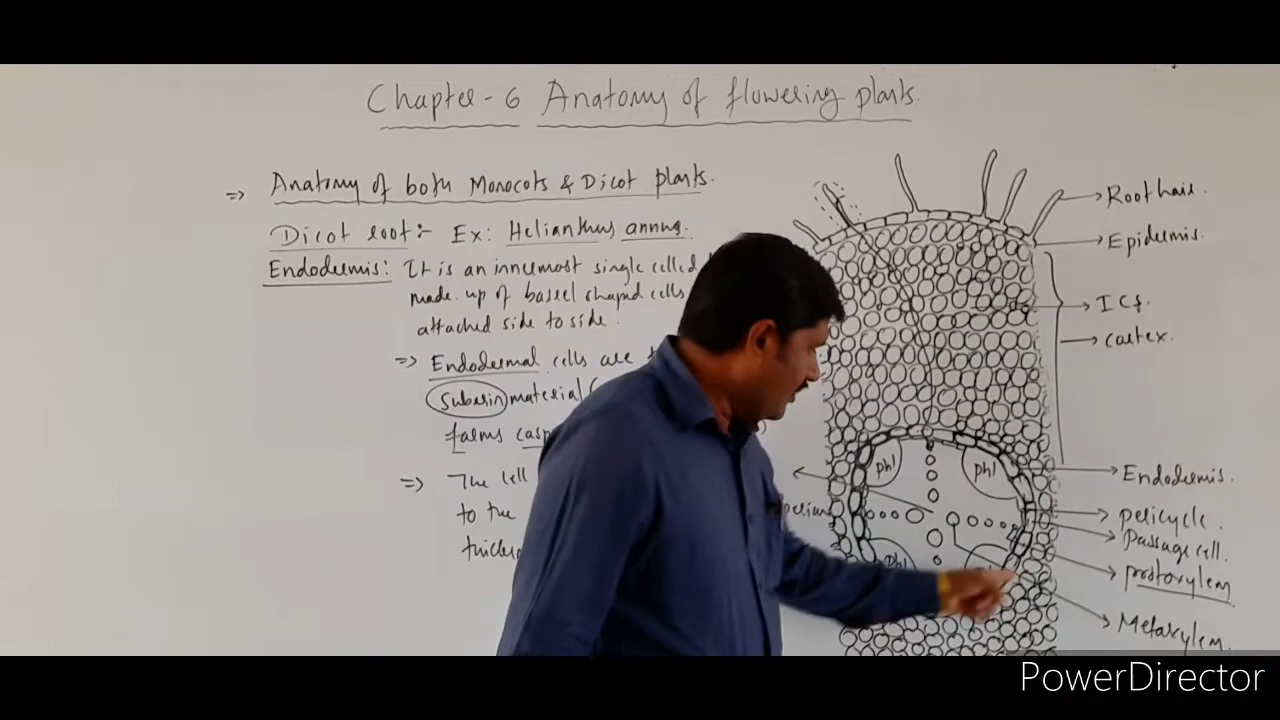 Chapter - 6 Anatomy of flowering plants.
=> Anatomy of both Monocots & Dicot plants.
Dicot root:- Ex: Helianthus annus.
Endodermis: It is an innermost single celled
made up of barrel shaped cells
attached side to side.
=> Endodermal cells are
Suberin material
forms casp
=> The cell
to the
thicke
Root hair.
Epidermis.
I C f.
cortex.
Endodermis.
pericycle.
Passage cell.
protoxylem
Metaxylem
phl
phl
Phl
PowerDirector